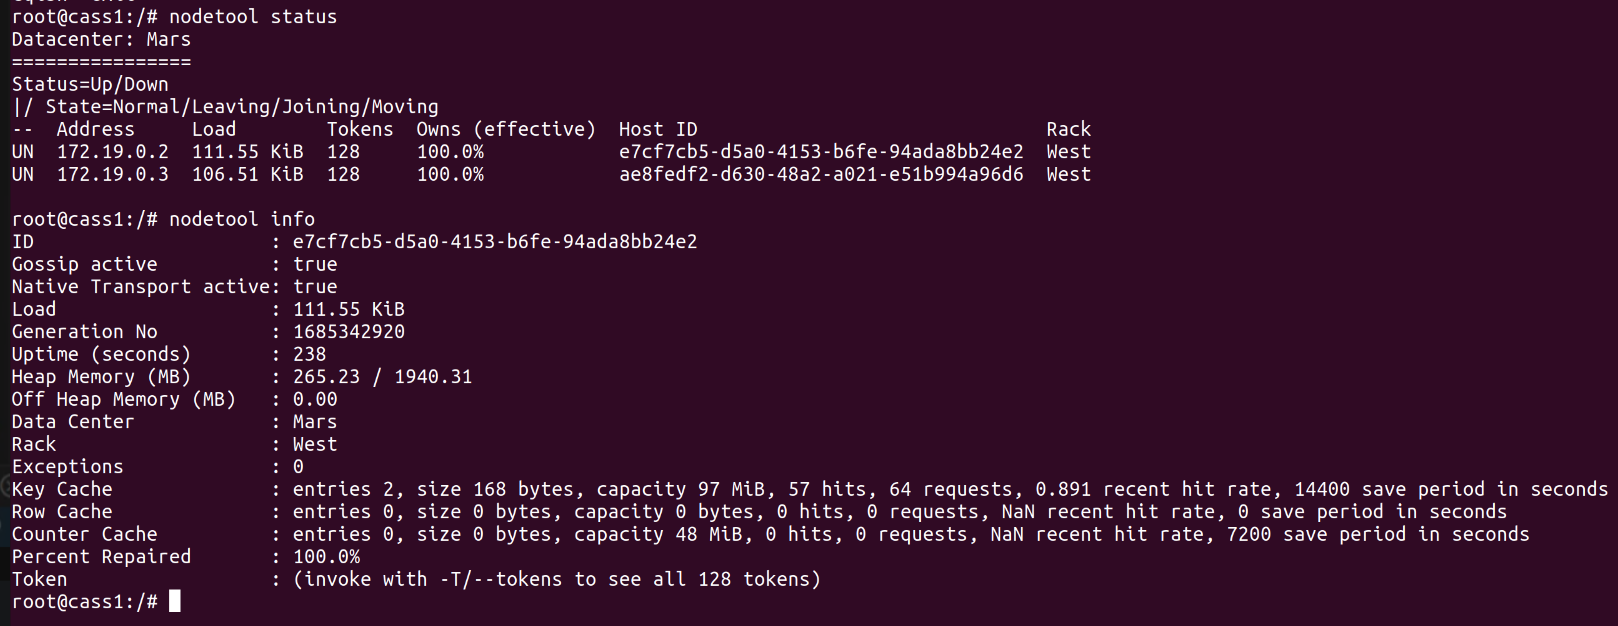 root@cass1:/# nodetool status
Datacenter: Mars
================
Status=Up/Down
|/ State=Normal/Leaving/Joining/Moving
--  Address     Load        Tokens  Owns (effective)  Host ID                               Rack
UN  172.19.0.2  111.55 KiB  128     100.0%            e7cf7cb5-d5a0-4153-b6fe-94ada8bb24e2  West
UN  172.19.0.3  106.51 KiB  128     100.0%            ae8fedf2-d630-48a2-a021-e51b994a96d6  West
root@cass1:/# nodetool info
ID                     : e7cf7cb5-d5a0-4153-b6fe-94ada8bb24e2
Gossip active          : true
Native Transport active: true
Load                   : 111.55 KiB
Generation No          : 1685342920
Uptime (seconds)       : 238
Heap Memory (MB)       : 265.23 / 1940.31
Off Heap Memory (MB)   : 0.00
Data Center            : Mars
Rack                   : West
Exceptions             : 0
Key Cache              : entries 2, size 168 bytes, capacity 97 MiB, 57 hits, 64 requests, 0.891 recent hit rate, 14400 save period in seconds
Row Cache              : entries 0, size 0 bytes, capacity 0 bytes, 0 hits, 0 requests, NaN recent hit rate, 0 save period in seconds
Counter Cache          : entries 0, size 0 bytes, capacity 48 MiB, 0 hits, 0 requests, NaN recent hit rate, 7200 save period in seconds
Percent Repaired       : 100.0%
Token                  : (invoke with -T/--tokens to see all 128 tokens)
root@cass1:/#